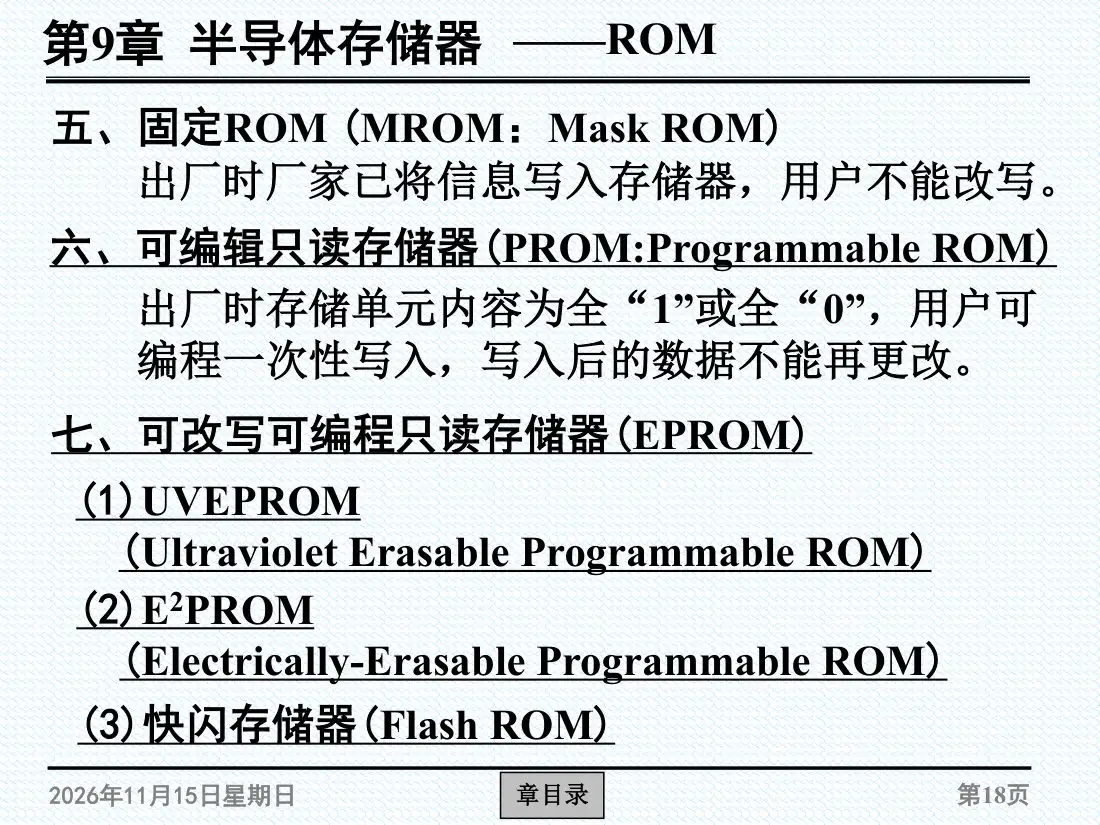 第9章 半导体存储器 ——ROM
五、固定ROM (MROM：Mask ROM)
出厂时厂家已将信息写入存储器，用户不能改写。
六、可编辑只读存储器(PROM:Programmable ROM)
出厂时存储单元内容为全“1”或全“0”，用户可
编程一次性写入，写入后的数据不能再更改。
七、可改写可编程只读存储器(EPROM)
(1)UVEPROM
(Ultraviolet Erasable Programmable ROM)
(2)E²PROM
(Electrically-Erasable Programmable ROM)
(3)快闪存储器(Flash ROM)
2026年11月15日星期日 章目录 第18页